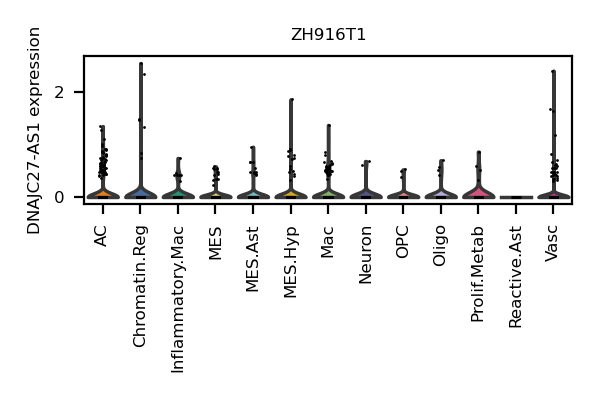 ZH916T1
DNAJC27-AS1 expression
2
0
AC
Chromatin.Reg
Inflammatory.Mac
MES
MES.Ast
MES.Hyp
Mac
Neuron
OPC
Oligo
Prolif.Metab
Reactive.Ast
Vasc